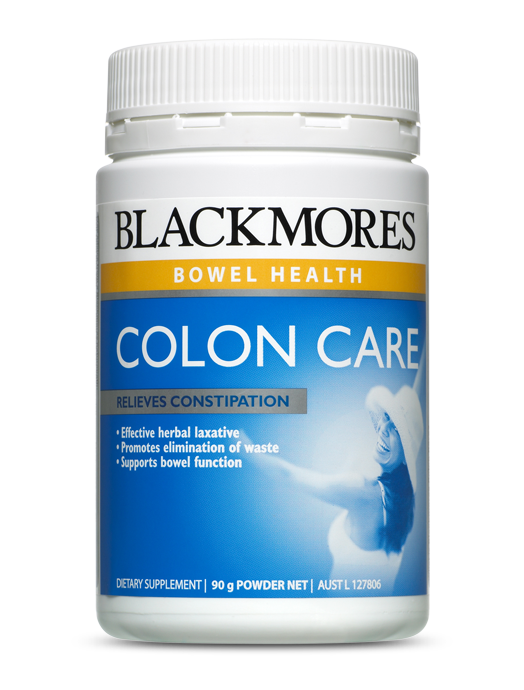 BLACKMORES
BOWEL HEALTH
COLON CARE
RELIEVES CONSTIPATION
• Effective herbal laxative
• Promotes elimination of waste
• Supports bowel function
DIETARY SUPPLEMENT | 90 g POWDER NET | AUST L 127806